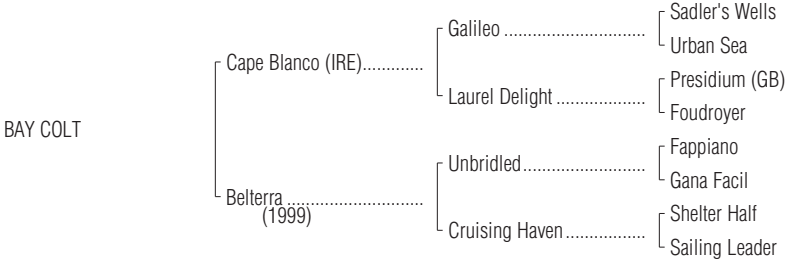 Sadler's Wells
Galileo ..............................
Urban Sea
Cape Blanco (IRE).............
Presidium (GB)
Laurel Delight ...................
Foudroyer
BAY COLT
Fappiano
Unbridled..........................
Gana Facil
Belterra .............................
(1999)
Shelter Half
Cruising Haven.................
Sailing Leader